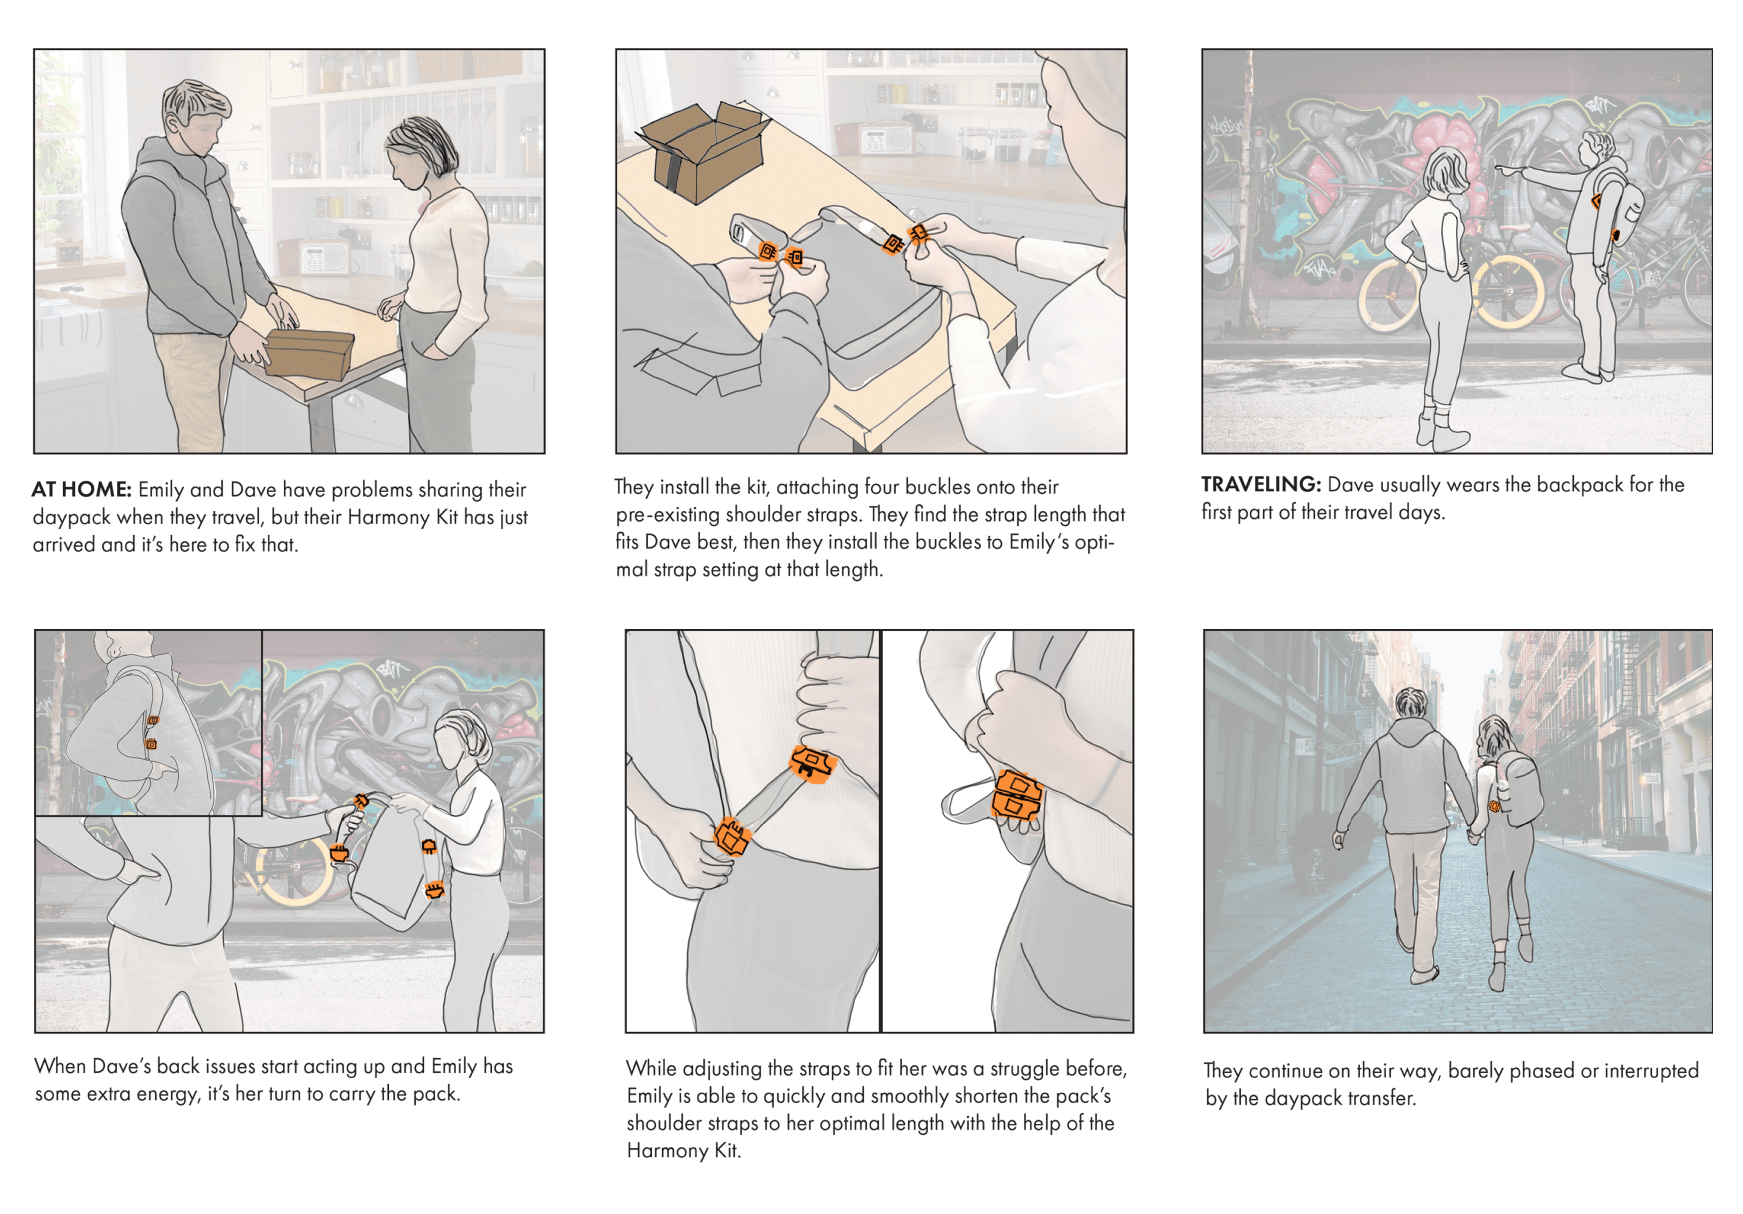 AT HOME: Emily and Dave have problems sharing their
daypack when they travel, but their Harmony Kit has just
arrived and it's here to fix that.
They install the kit, attaching four buckles onto their
pre-existing shoulder straps. They find the strap length that
fits Dave best, then they install the buckles to Emily's opti-
mal strap setting at that length.
BAIT
TRAVELING: Dave usually wears the backpack for the
first part of their travel days.
BAIT
When Dave's back issues start acting up and Emily has
some extra energy, it's her turn to carry the pack.
While adjusting the straps to fit her was a struggle before,
Emily is able to quickly and smoothly shorten the pack's
shoulder straps to her optimal length with the help of the
Harmony Kit.
They continue on their way, barely phased or interrupted
by the daypack transfer.